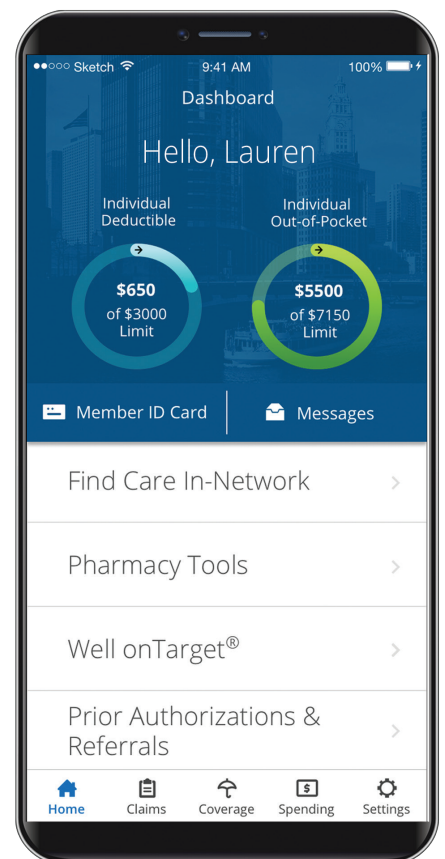 Sketch 9:41 AM 100%
Dashboard
Hello, Lauren
Individual
Deductible
$650
of $3000
Limit
Individual
Out-of-Pocket
$5500
of $7150
Limit
Member ID Card
Messages
Find Care In-Network
Pharmacy Tools
Well onTarget®
Prior Authorizations &
Referrals
Home Claims Coverage Spending Settings